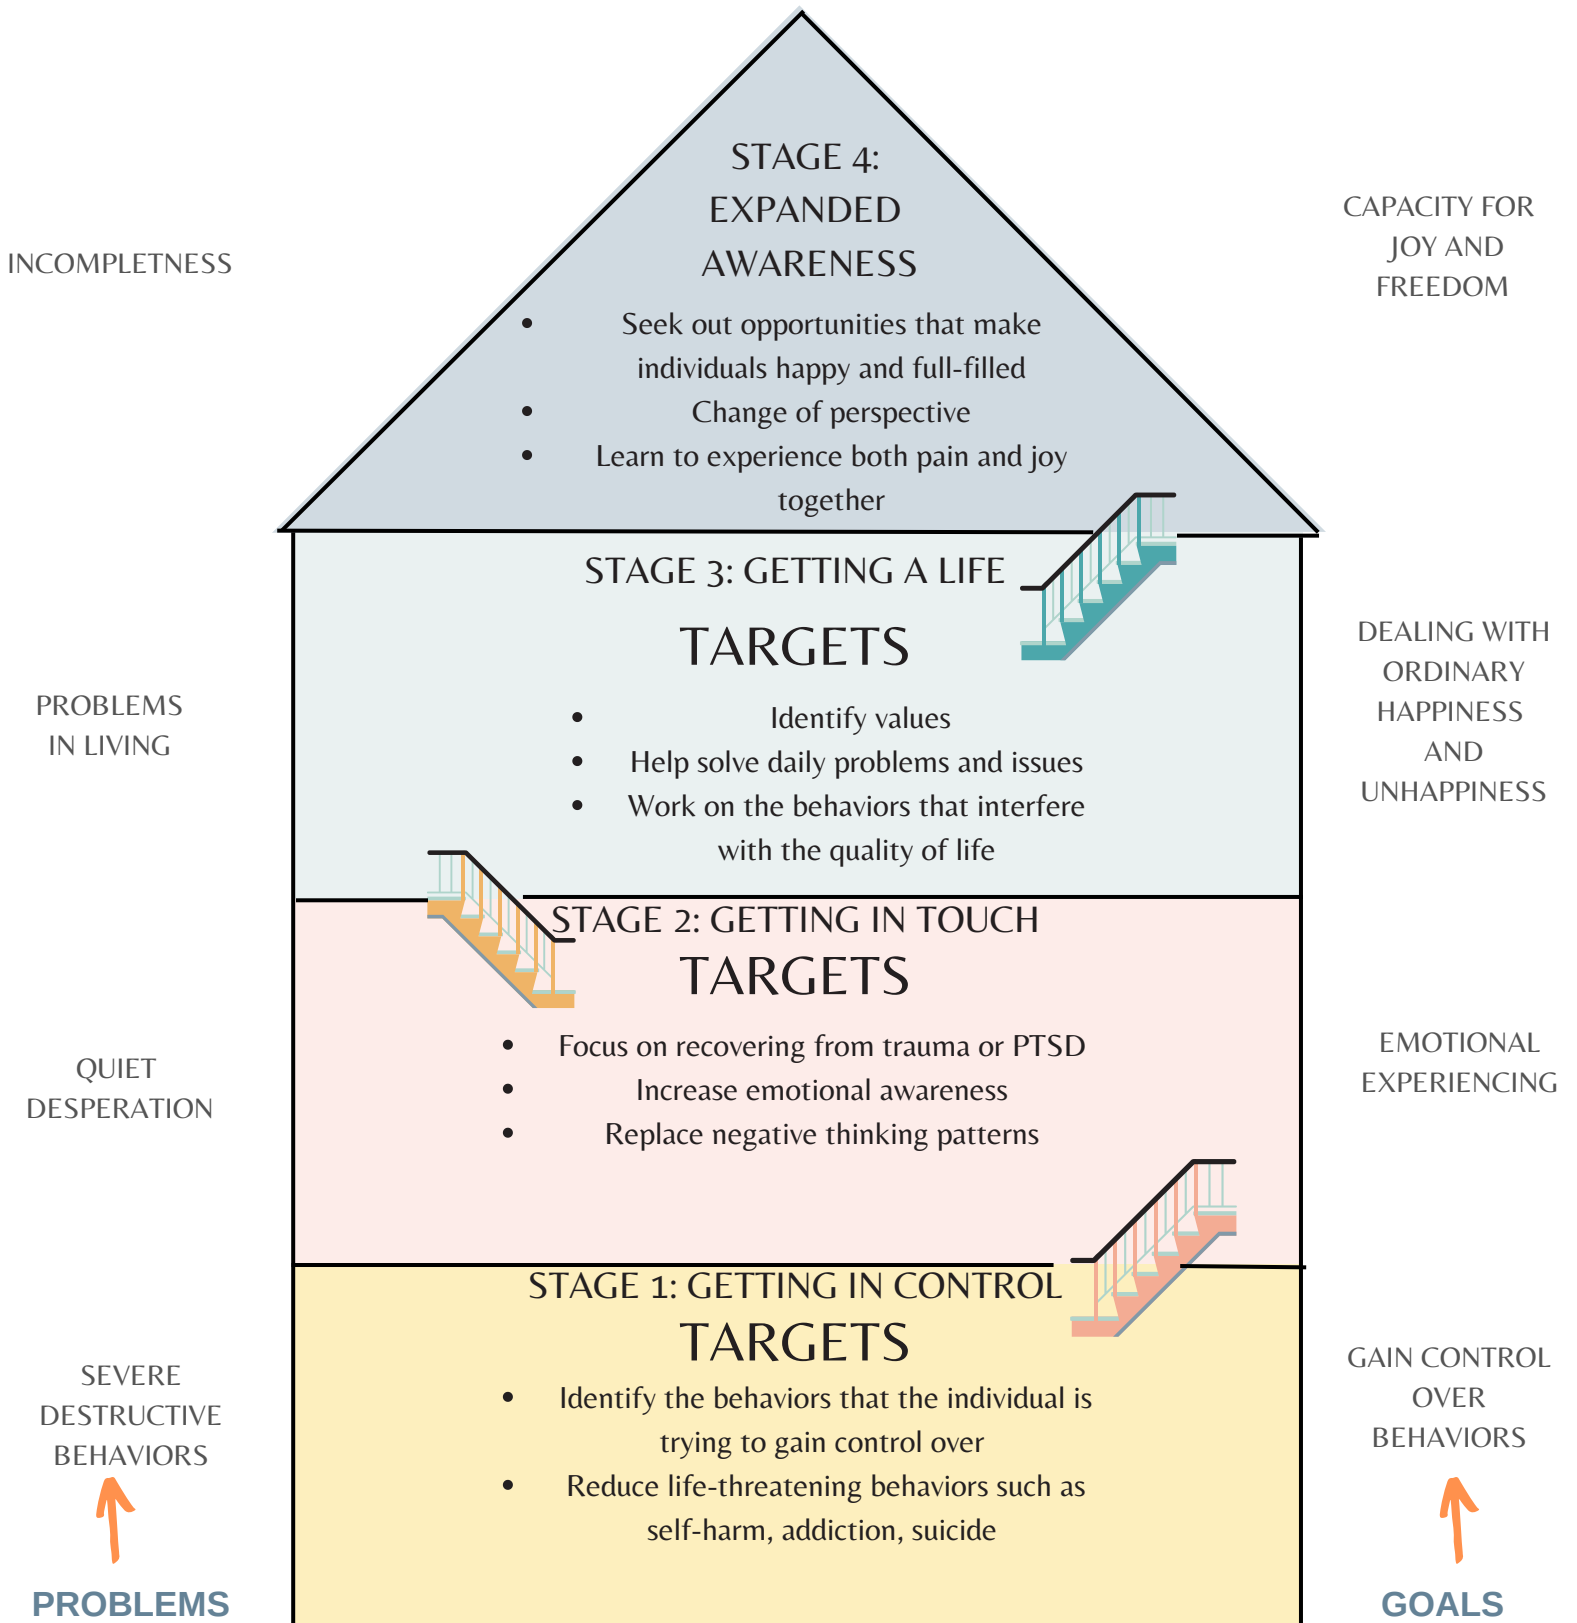 STAGE 4:
EXPANDED
AWARENESS
INCOMPLETNESS
CAPACITY FOR
JOY AND
FREEDOM
• Seek out opportunities that make
individuals happy and full-filled
• Change of perspective
• Learn to experience both pain and joy
together
STAGE 3: GETTING A LIFE
TARGETS
PROBLEMS
IN LIVING
• Identify values
• Help solve daily problems and issues
• Work on the behaviors that interfere
with the quality of life
DEALING WITH
ORDINARY
HAPPINESS
AND
UNHAPPINESS
STAGE 2: GETTING IN TOUCH
TARGETS
QUIET
DESPERATION
• Focus on recovering from trauma or PTSD
• Increase emotional awareness
• Replace negative thinking patterns
EMOTIONAL
EXPERIENCING
STAGE 1: GETTING IN CONTROL
TARGETS
SEVERE
DESTRUCTIVE
BEHAVIORS
• Identify the behaviors that the individual is
trying to gain control over
• Reduce life-threatening behaviors such as
self-harm, addiction, suicide
GAIN CONTROL
OVER
BEHAVIORS
PROBLEMS
GOALS